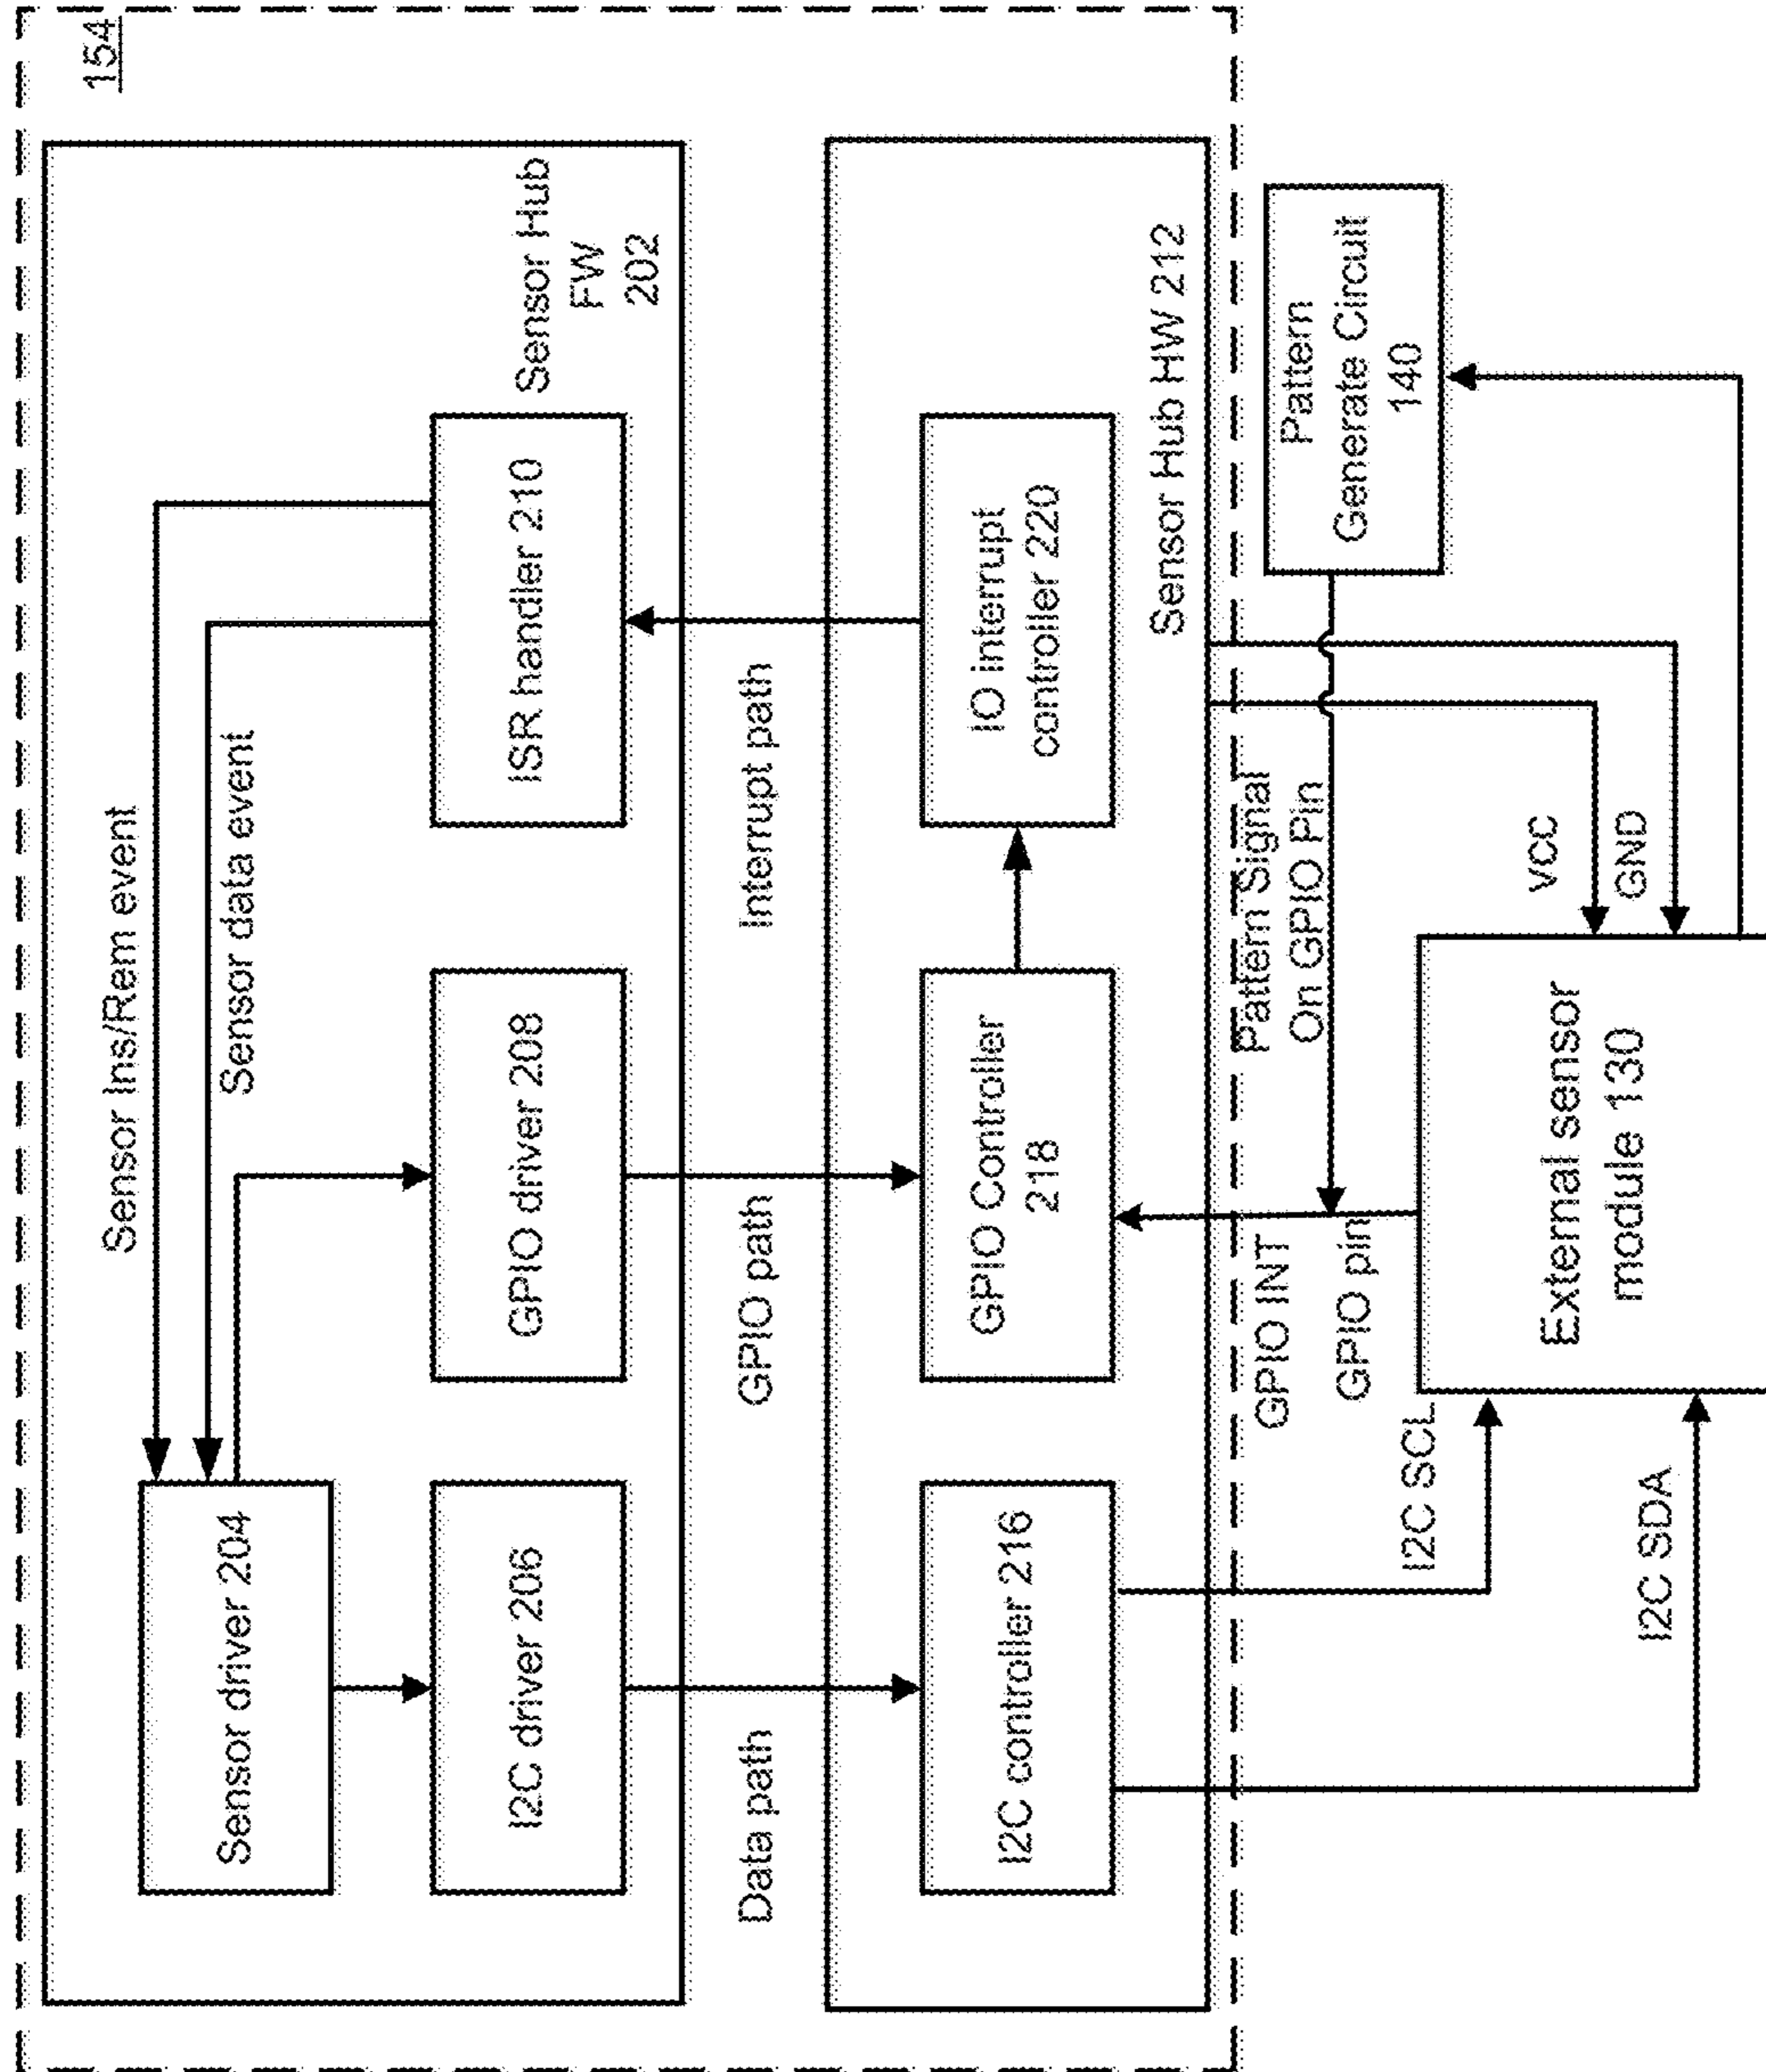 154
Sensor Ins/Rem event
Sensor data event
Sensor driver 204
I2C driver 206
GPIO driver 208
ISR handler 210
Sensor Hub
FW
202
Data path
GPIO path
Interrupt path
I2C controller 216
GPIO Controller
218
IO interrupt
controller 220
Sensor Hub HW 212
Pattern Signal
On GPIO Pin
Pattern
Generate Circuit
140
GPIO INT
GPIO pin
VCC
GND
I2C SCL
I2C SDA
External sensor
module 130